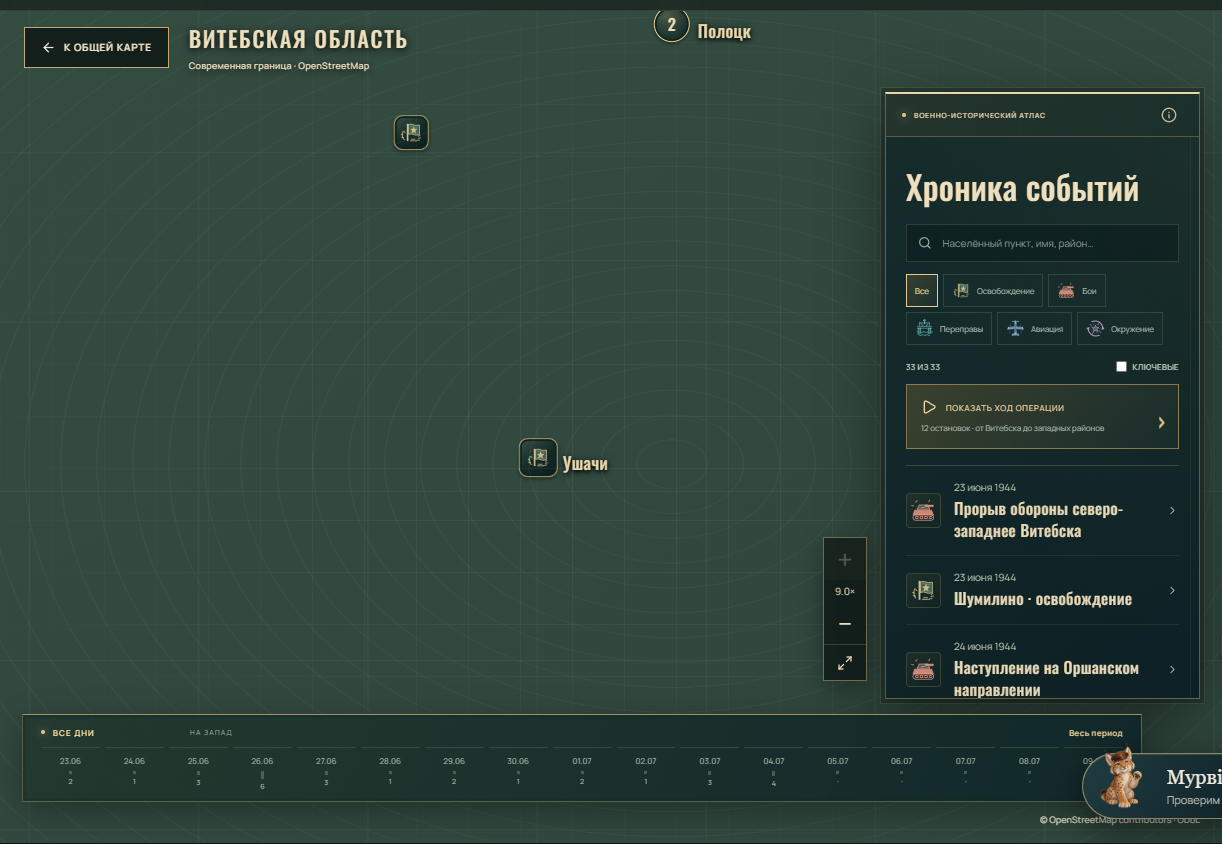 К ОБЩЕЙ КАРТЕ
ВИТЕБСКАЯ ОБЛАСТЬ
Современная граница · OpenStreetMap
2
Полоцк
ВОЕННО-ИСТОРИЧЕСКИЙ АТЛАС
Хроника событий
Населённый пункт, имя, район…
Все
Освобождение
Бои
Переправы
Авиация
Окружение
33 ИЗ 33
КЛЮЧЕВЫЕ
ПОКАЗАТЬ ХОД ОПЕРАЦИИ
12 остановок · от Витебска до западных районов
Ушачи
23 июня 1944
Прорыв обороны северо-
западнее Витебска
23 июня 1944
Шумилино · освобождение
24 июня 1944
Наступление на Оршанском
направлении
9.0×
ВСЕ ДНИ
НА ЗАПАД
Весь период
23.06 24.06 25.06 26.06 27.06 28.06 29.06 30.06 01.07 02.07 03.07 04.07 05.07 06.07 07.07 08.07 09
2 1 3 6 3 1 2 1 2 1 3 4 · · · ·
Мурві
Проверим
© OpenStreetMap contributors · ODbL